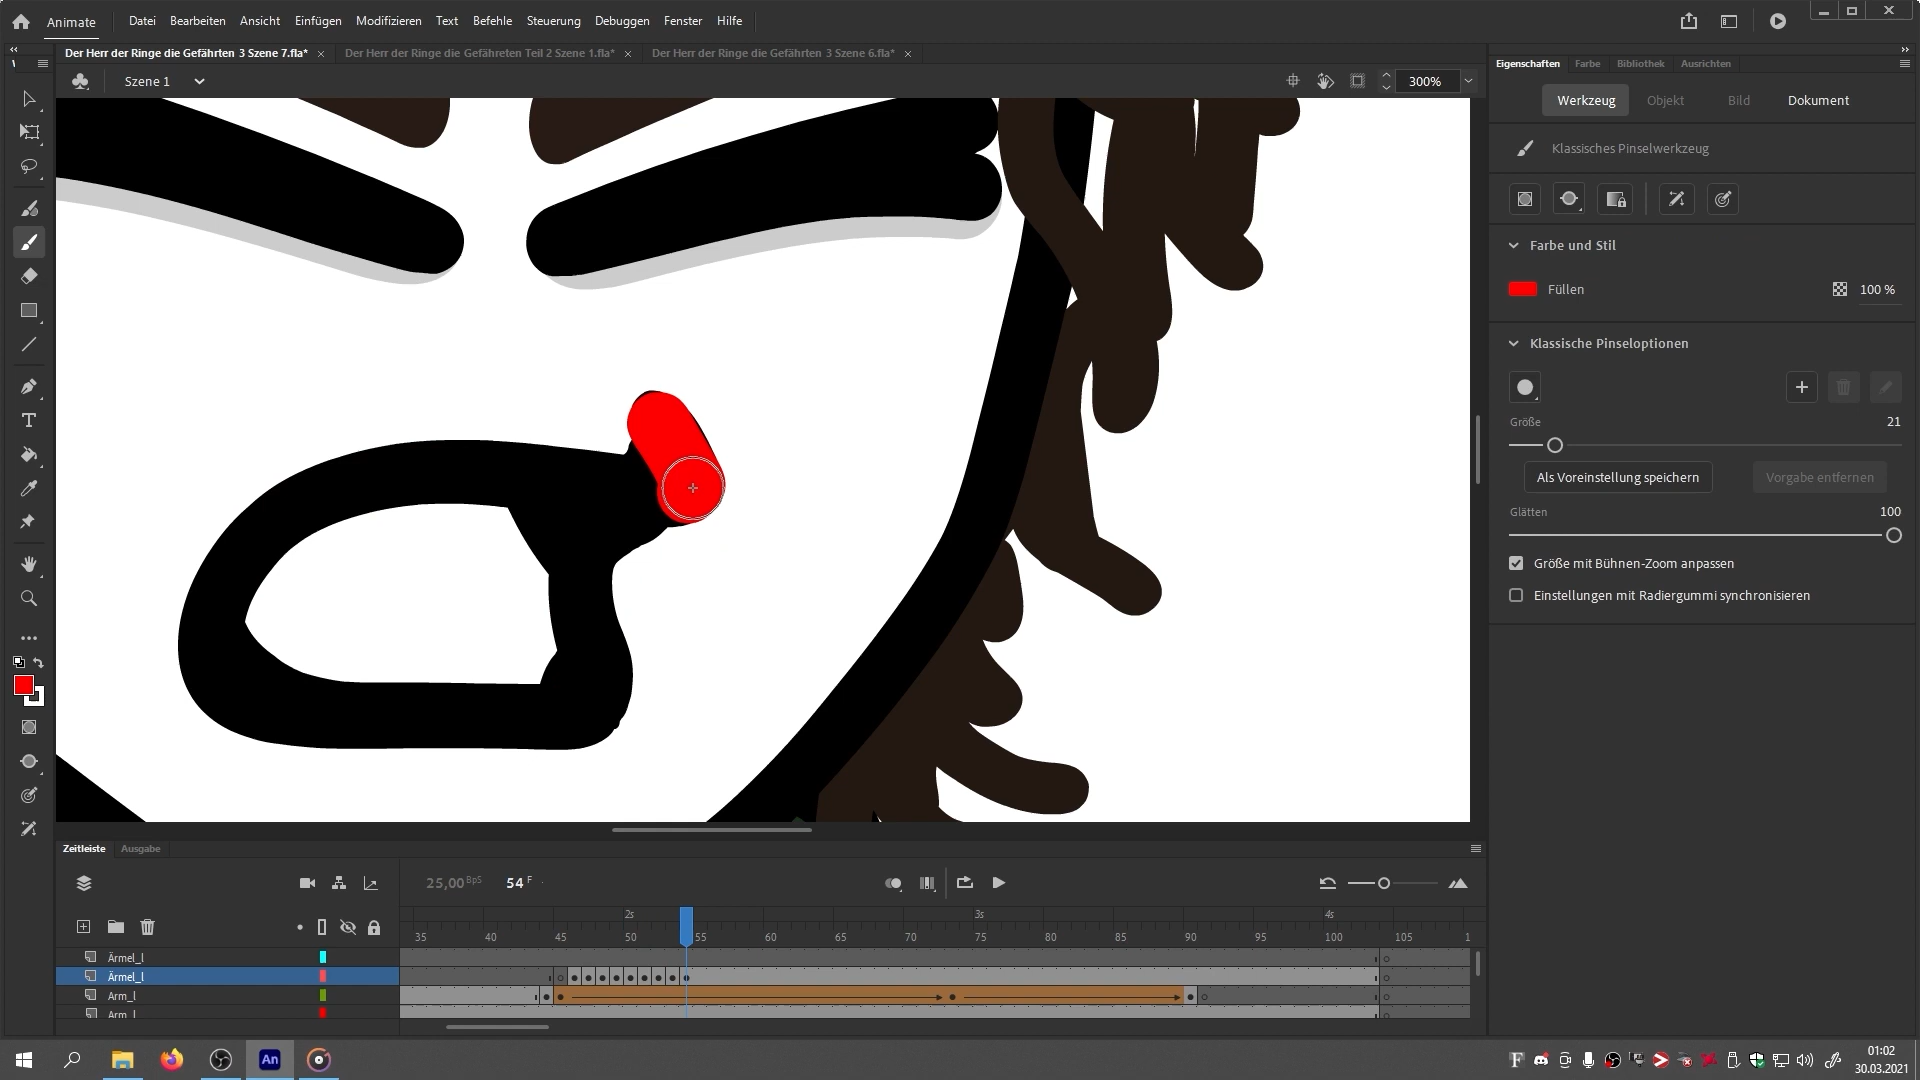 Animate
Datei Bearbeiten Ansicht Einfügen Modifizieren Text Befehle Steuerung Debuggen Fenster Hilfe
Der Herr der Ringe die Gefährten 3 Szene 7.fla* ×
Der Herr der Ringe die Gefähreten Teil 2 Szene 1.fla* ×
Der Herr der Ringe die Gefährten 3 Szene 6.fla* ×
Szene 1
300%
Eigenschaften Farbe Bibliothek Ausrichten
Werkzeug Objekt Bild Dokument
Klassisches Pinselwerkzeug
Farbe und Stil
Füllen 100 %
Klassische Pinseloptionen
Größe 21
Als Voreinstellung speichern Vorgabe entfernen
Glätten 100
Größe mit Bühnen-Zoom anpassen
Einstellungen mit Radiergummi synchronisieren
Zeitleiste Ausgabe
25,00 BpS 54 F
2s 3s 4s
35 40 45 50 55 60 65 70 75 80 85 90 95 100 105 1
Ärmel_l
Ärmel_l
Arm_l
Arm_l
An
01:02
30.03.2021